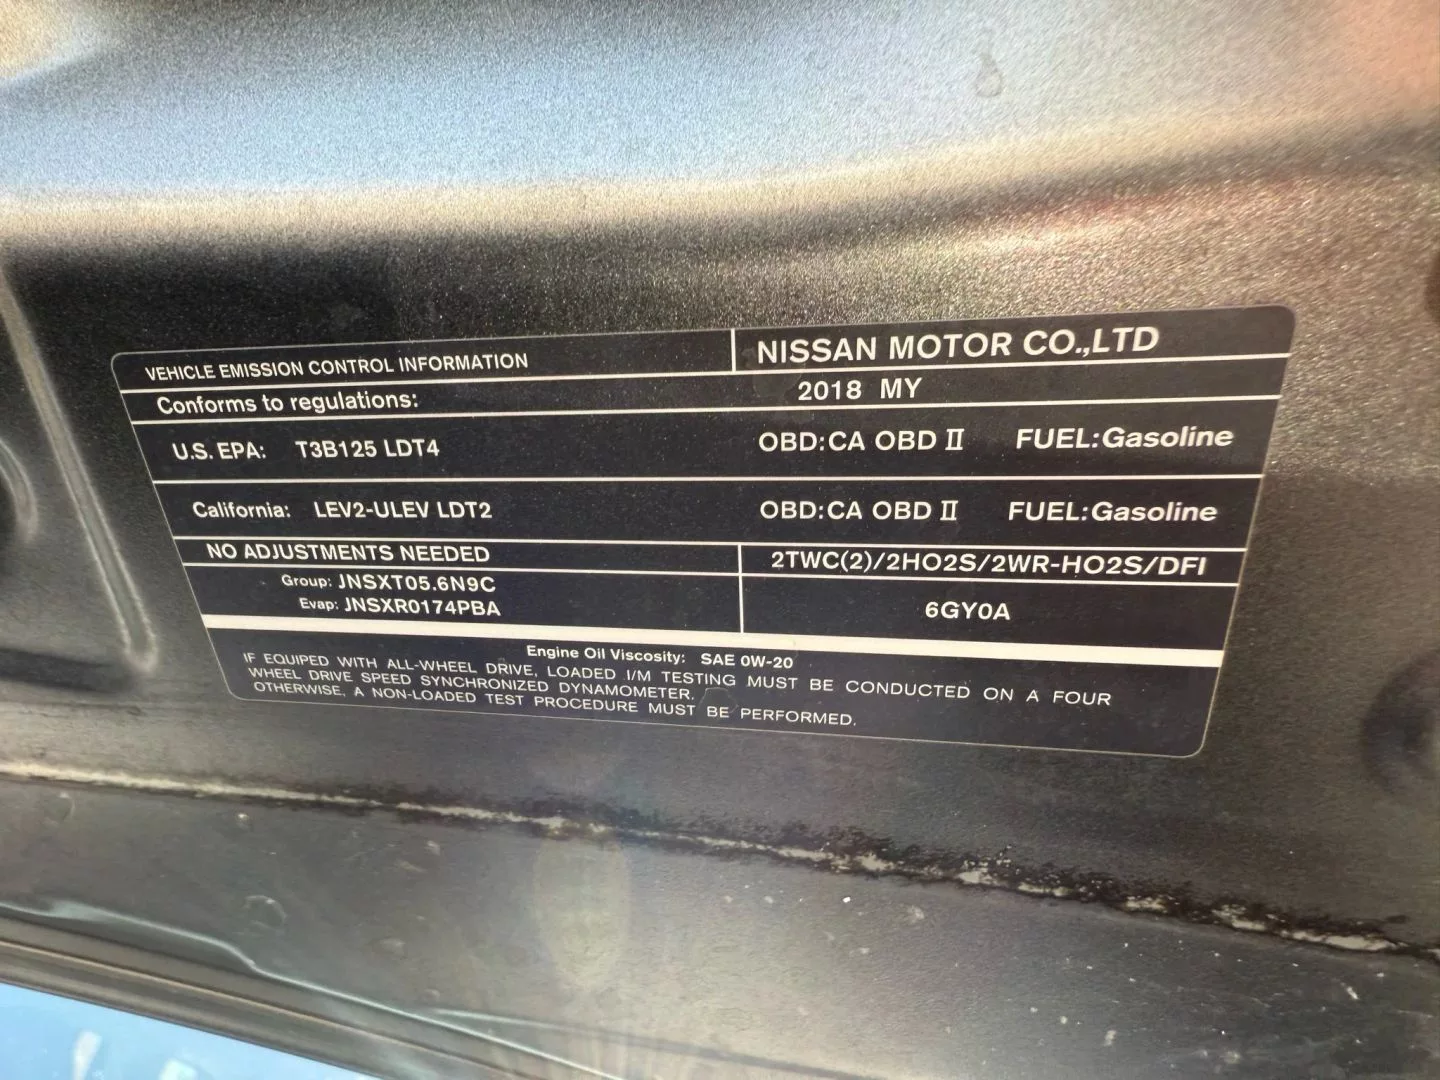 VEHICLE EMISSION CONTROL INFORMATION
NISSAN MOTOR CO.,LTD
Conforms to regulations:
2018 MY
U.S. EPA: T3B125 LDT4 OBD:CA OBD II FUEL:Gasoline
California: LEV2-ULEV LDT2 OBD:CA OBD II FUEL:Gasoline
NO ADJUSTMENTS NEEDED
2TWC(2)/2HO2S/2WR-HO2S/DFI
Group: JNSXT05.6N9C
Evap: JNSXR0174PBA
6GY0A
Engine Oil Viscosity: SAE 0W-20
IF EQUIPED WITH ALL-WHEEL DRIVE, LOADED I/M TESTING MUST BE CONDUCTED ON A FOUR
WHEEL DRIVE SPEED SYNCHRONIZED DYNAMOMETER.
OTHERWISE, A NON-LOADED TEST PROCEDURE MUST BE PERFORMED.